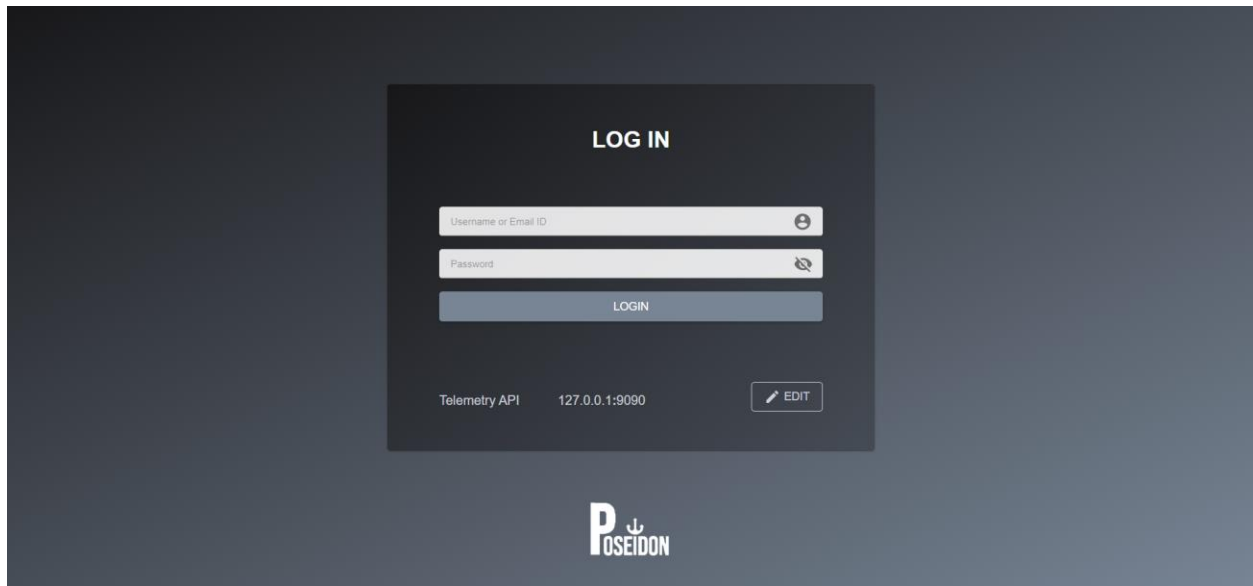 LOG IN
Username or Email ID
Password
LOGIN
Telemetry API 127.0.0.1:9090 EDIT
POSEIDON